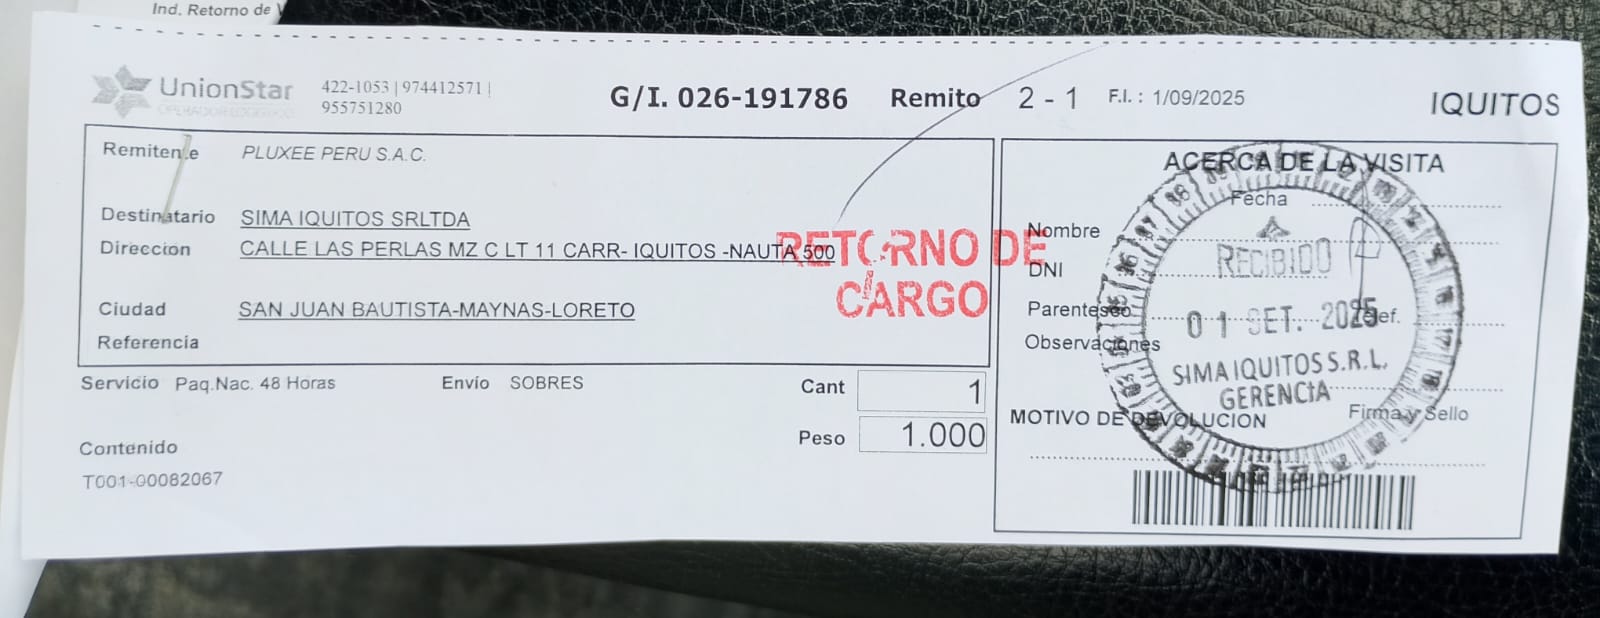 Ind. Retorno de
UnionStar
OPERADOR LOGISTICO
422-1053 | 974412571 |
955751280
G/I. 026-191786 Remito 2 - 1 F.I. : 1/09/2025 IQUITOS
Remitente PLUXEE PERU S.A.C.
Destinatario SIMA IQUITOS SRLTDA
Direccion CALLE LAS PERLAS MZ C LT 11 CARR- IQUITOS -NAUTA 500
Ciudad SAN JUAN BAUTISTA-MAYNAS-LORETO
Referencia
RETORNO DE
CARGO
Servicio Paq.Nac. 48 Horas Envío SOBRES Cant 1
Peso 1.000
Contenido
T001-00082067
ACERCA DE LA VISITA
Fecha
Nombre
DNI
Parentesco Telef.
Observaciones
Firma y Sello
MOTIVO DE DEVOLUCION
RECIBIDO
01 SET. 2025
SIMA IQUITOS S.R.L.
GERENCIA